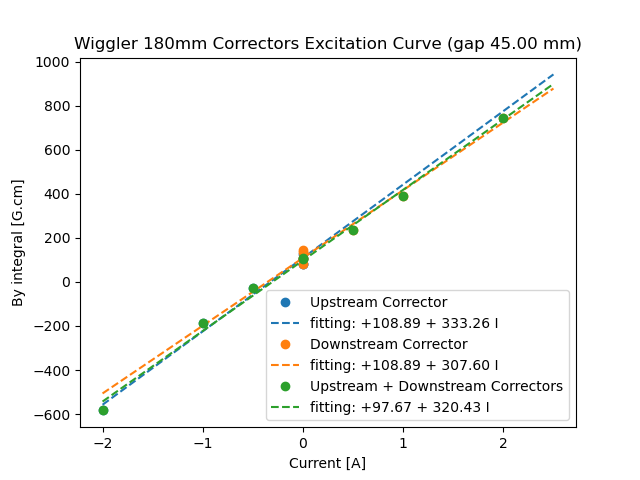 Wiggler 180mm Correctors Excitation Curve (gap 45.00 mm)
1000
800
600
400
200
0
−200
−400
−600
By integral [G.cm]
Upstream Corrector
fitting: +108.89 + 333.26 I
Downstream Corrector
fitting: +108.89 + 307.60 I
Upstream + Downstream Correctors
fitting: +97.67 + 320.43 I
−2 −1 0 1 2
Current [A]